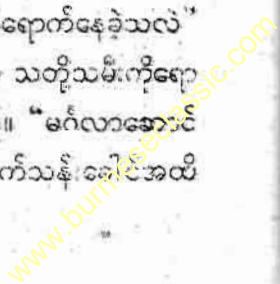 ရောက်နေခဲ့သလဲ"
သတို့သမီးကိုရော
။ "မင်္ဂလာဆောင်
က်သန်းခေါင်အထိ
www.burmeseclassic.com